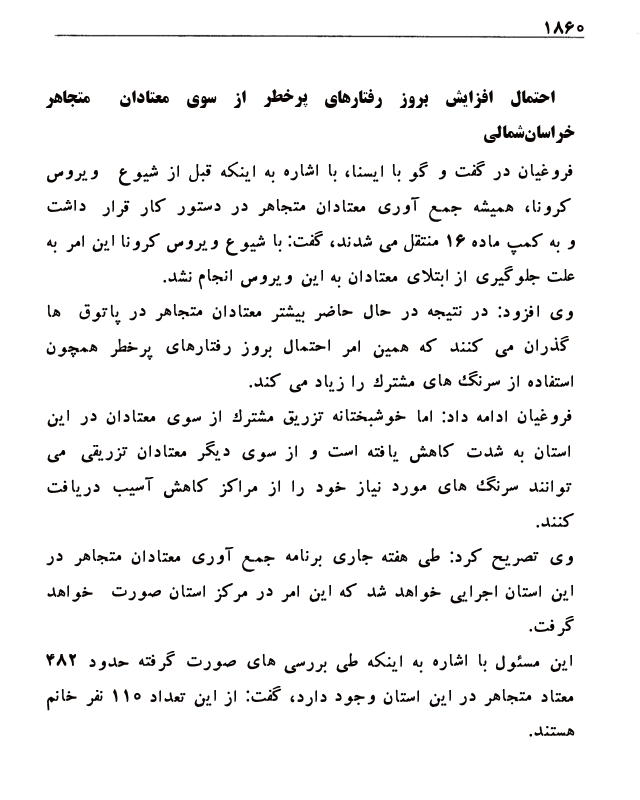 ۱۸۶۰
احتمال افزایش بروز رفتارهای پرخطر از سوی معتادان متجاهر
خراسان‌شمالی
فروغیان در گفت و گو با ایسنا، با اشاره به اینکه قبل از شیوع ویروس
کرونا، همیشه جمع آوری معتادان متجاهر در دستور کار قرار داشت
و به کمپ ماده ۱۶ منتقل می شدند، گفت: با شیوع ویروس کرونا این امر به
علت جلوگیری از ابتلای معتادان به این ویروس انجام نشد.
وی افزود: در نتیجه در حال حاضر بیشتر معتادان متجاهر در پاتوق ها
گذران می کنند که همین امر احتمال بروز رفتارهای پرخطر همچون
استفاده از سرنگ های مشترك را زیاد می کند.
فروغیان ادامه داد: اما خوشبختانه تزریق مشترك از سوی معتادان در این
استان به شدت کاهش یافته است و از سوی دیگر معتادان تزریقی می
توانند سرنگ های مورد نیاز خود را از مراکز کاهش آسیب دریافت
کنند.
وی تصریح کرد: طی هفته جاری برنامه جمع آوری معتادان متجاهر در
این استان اجرایی خواهد شد که این امر در مرکز استان صورت خواهد
گرفت.
این مسئول با اشاره به اینکه طی بررسی های صورت گرفته حدود ۴۸۲
معتاد متجاهر در این استان وجود دارد، گفت: از این تعداد ۱۱۰ نفر خانم
هستند.